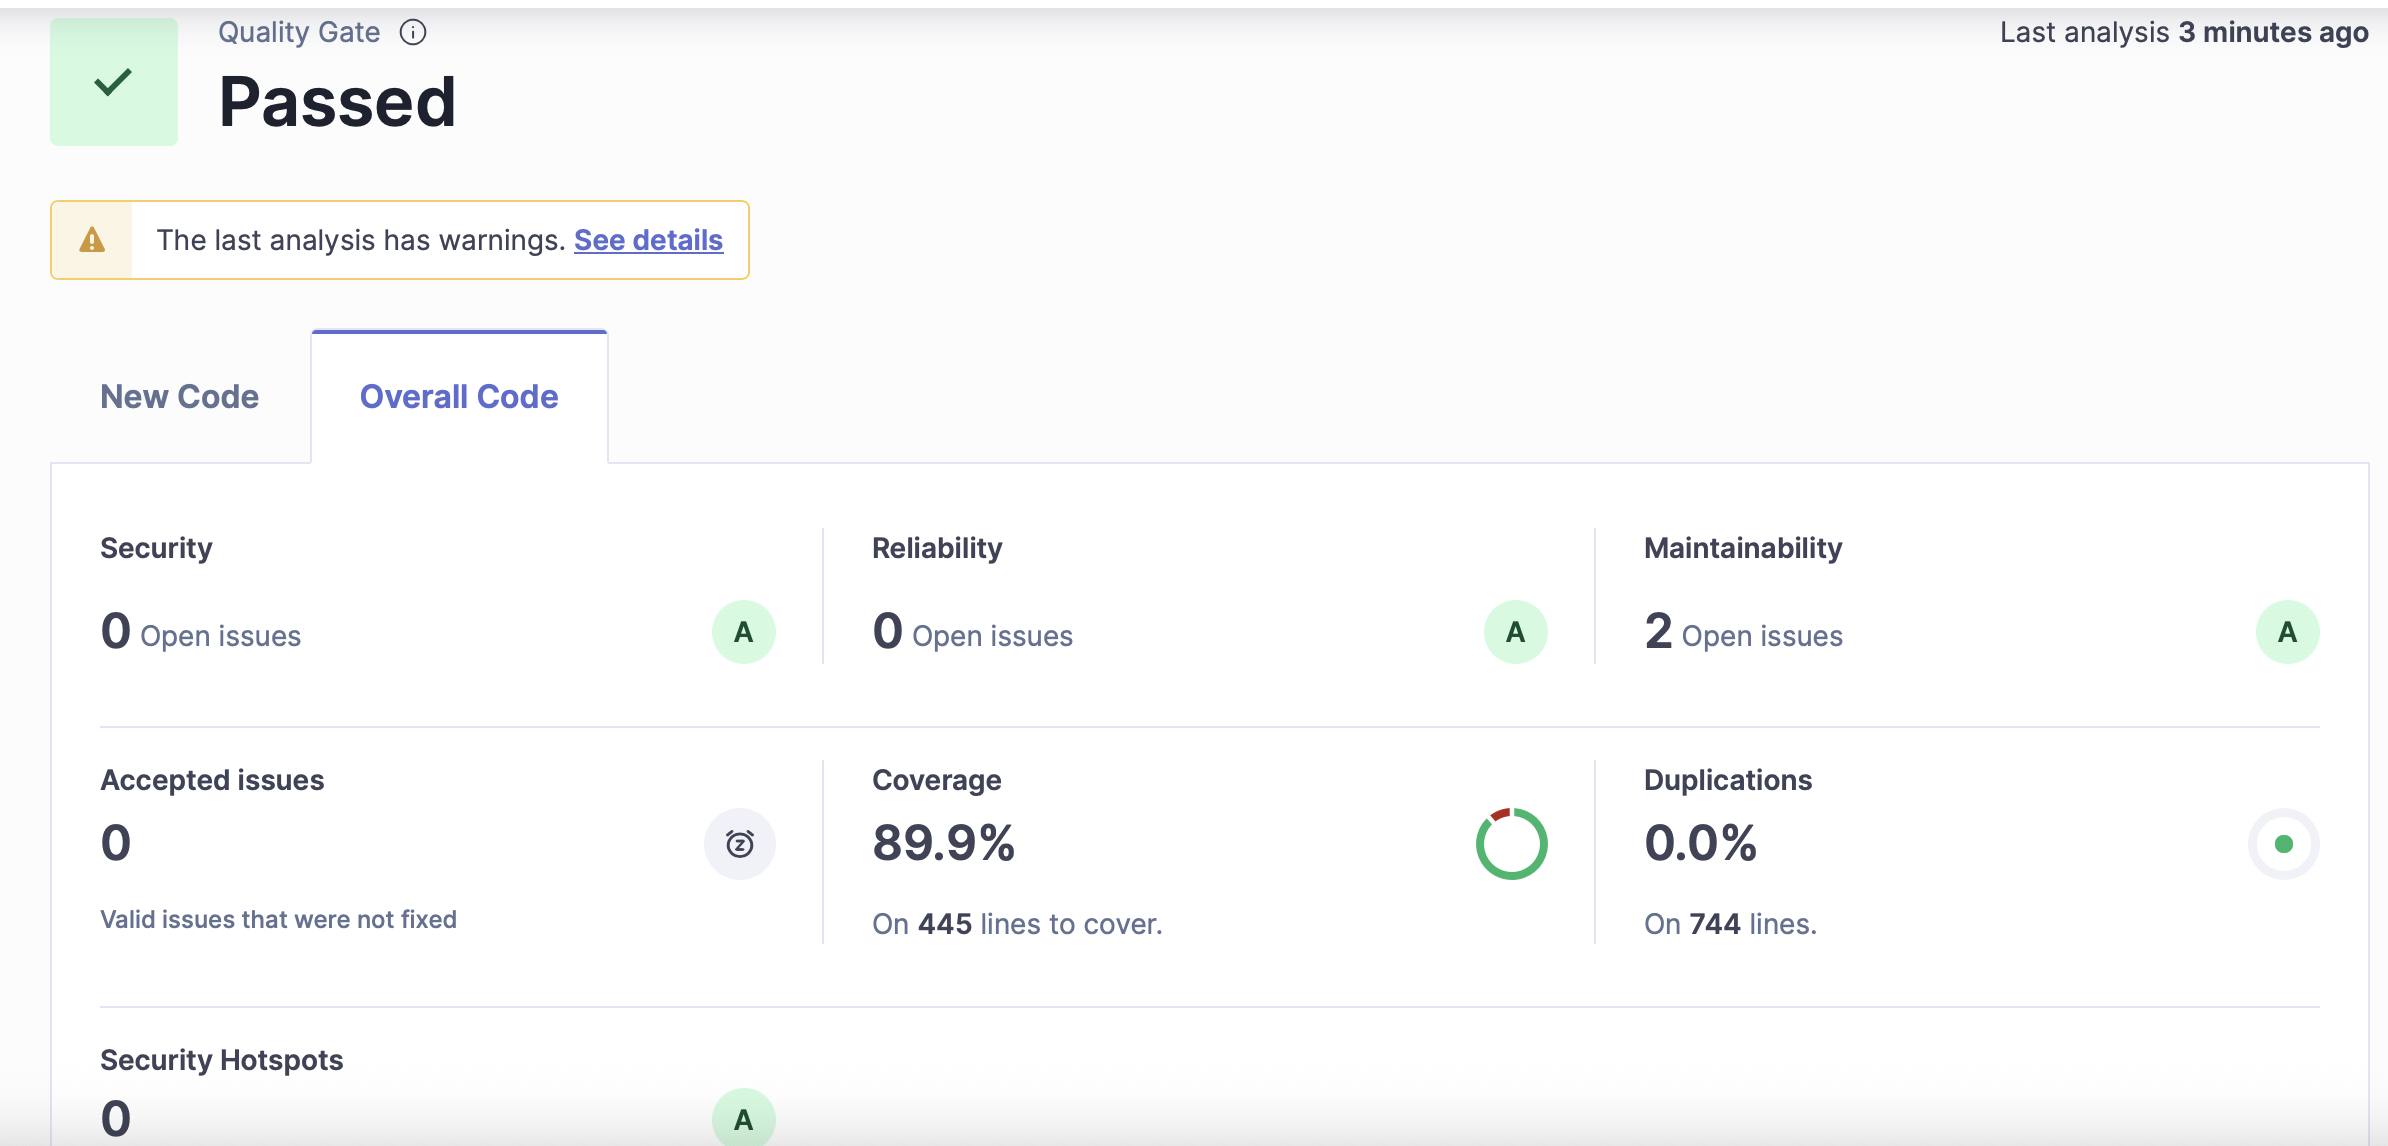 Quality Gate
Last analysis 3 minutes ago
Passed
The last analysis has warnings. See details
New Code
Overall Code
Security
Reliability
Maintainability
0 Open issues
A
0 Open issues
A
2 Open issues
A
Accepted issues
Coverage
Duplications
0
89.9%
0.0%
Valid issues that were not fixed
On 445 lines to cover.
On 744 lines.
Security Hotspots
0
A